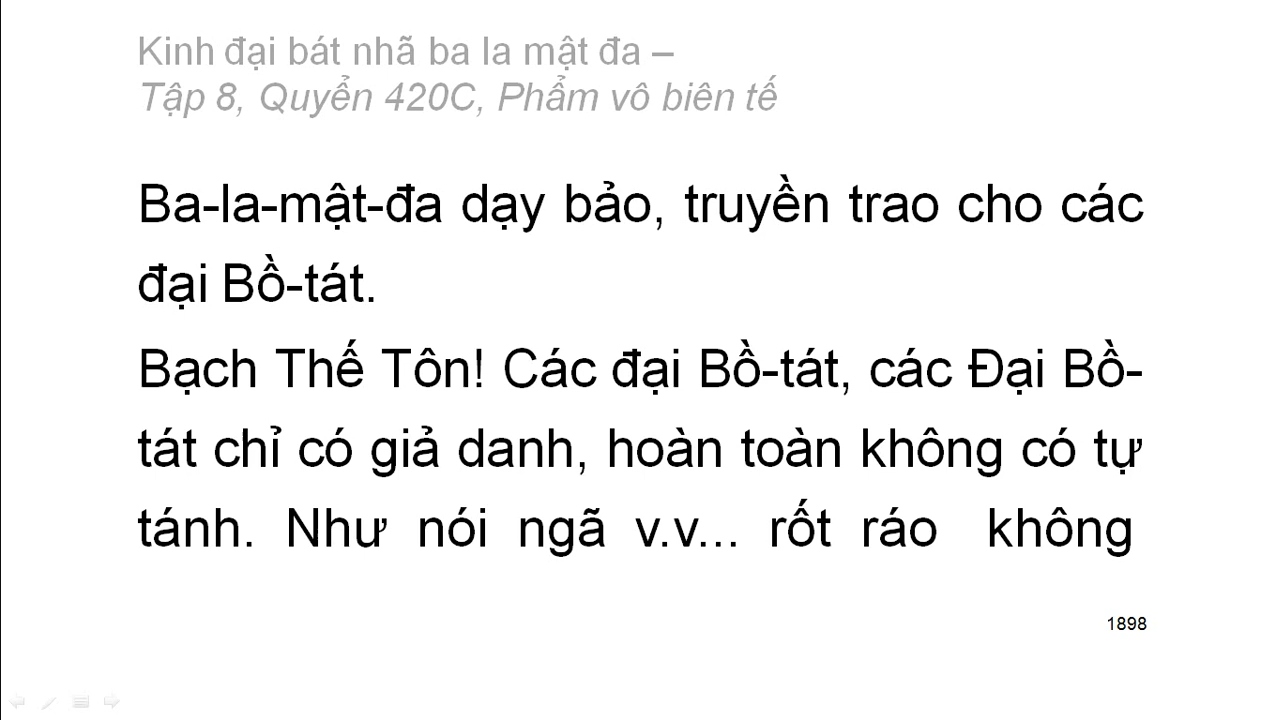 Kinh đại bát nhã ba la mật đa –
Tập 8, Quyển 420C, Phẩm vô biên tế
Ba-la-mật-đa dạy bảo, truyền trao cho các
đại Bồ-tát.
Bạch Thế Tôn! Các đại Bồ-tát, các Đại Bồ-
tát chỉ có giả danh, hoàn toàn không có tự
tánh. Như nói ngã v.v... rốt ráo không
1898